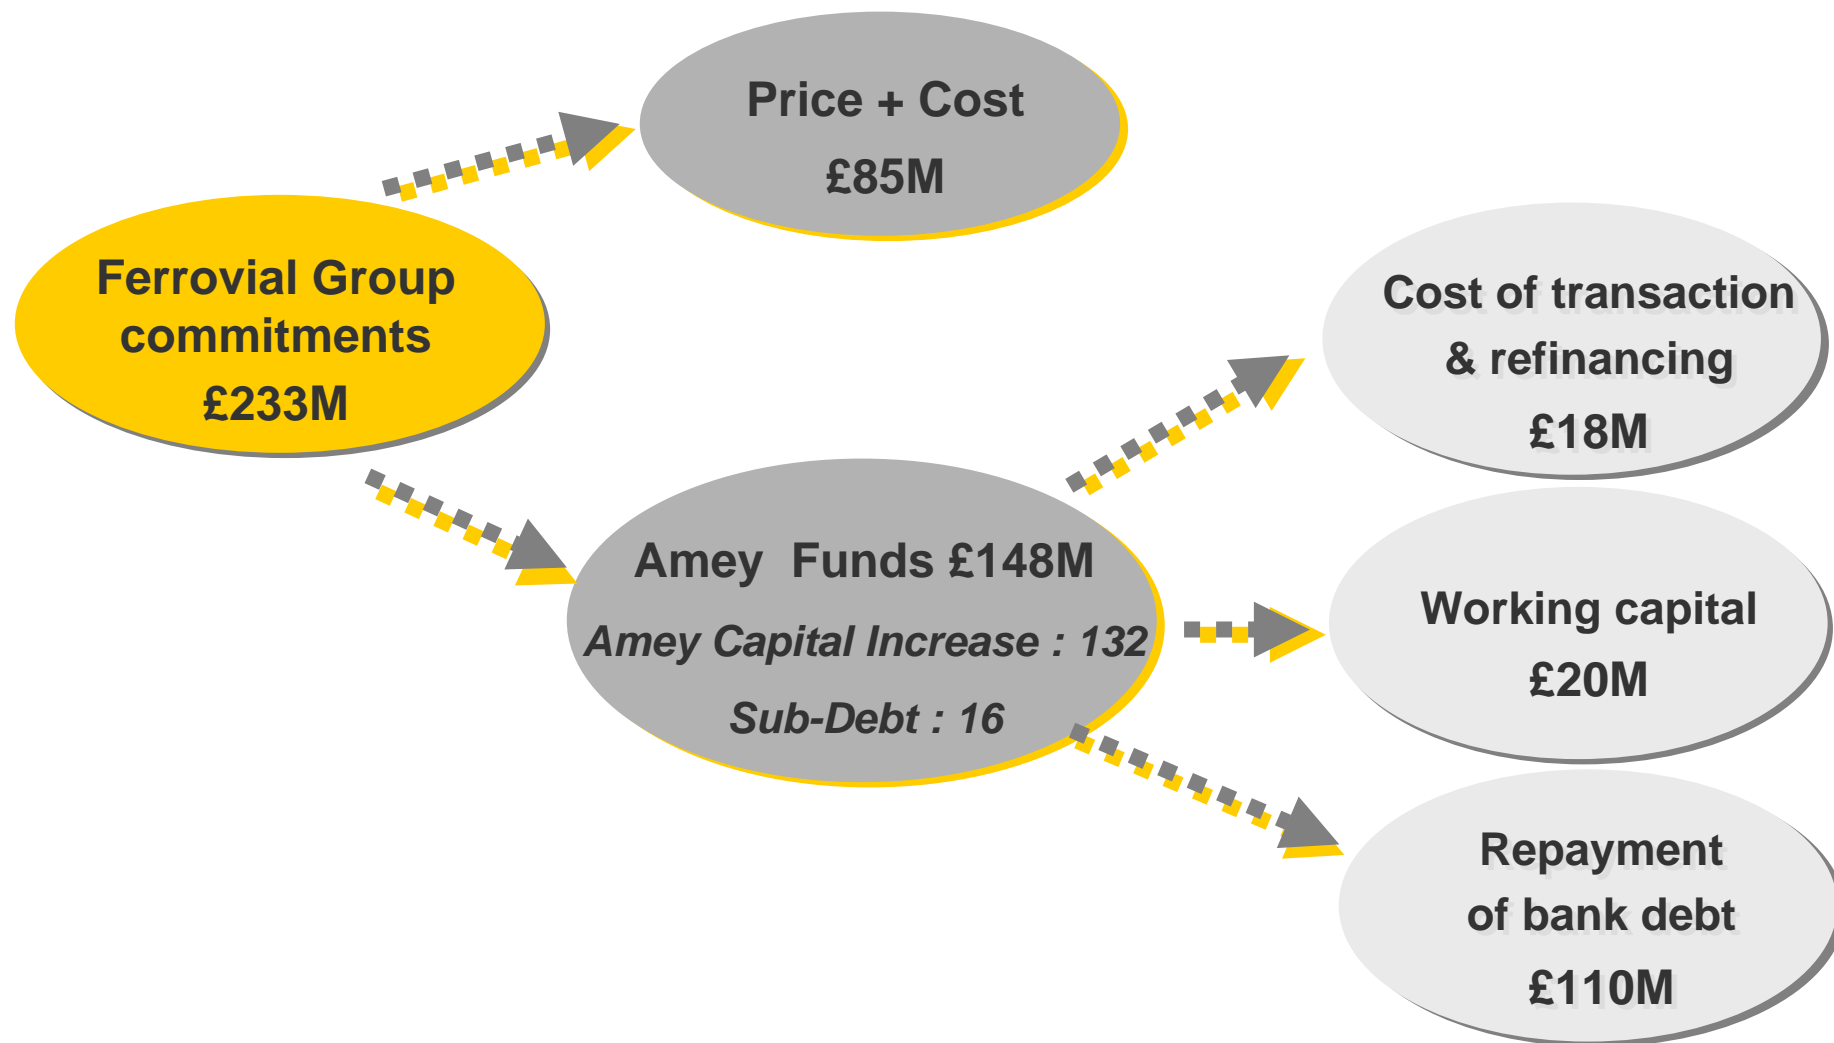 Price + Cost
£85M
Ferrovial Group
commitments
£233M
Cost of transaction
& refinancing
£18M
Amey Funds £148M
Amey Capital Increase : 132
Sub-Debt : 16
Working capital
£20M
Repayment
of bank debt
£110M